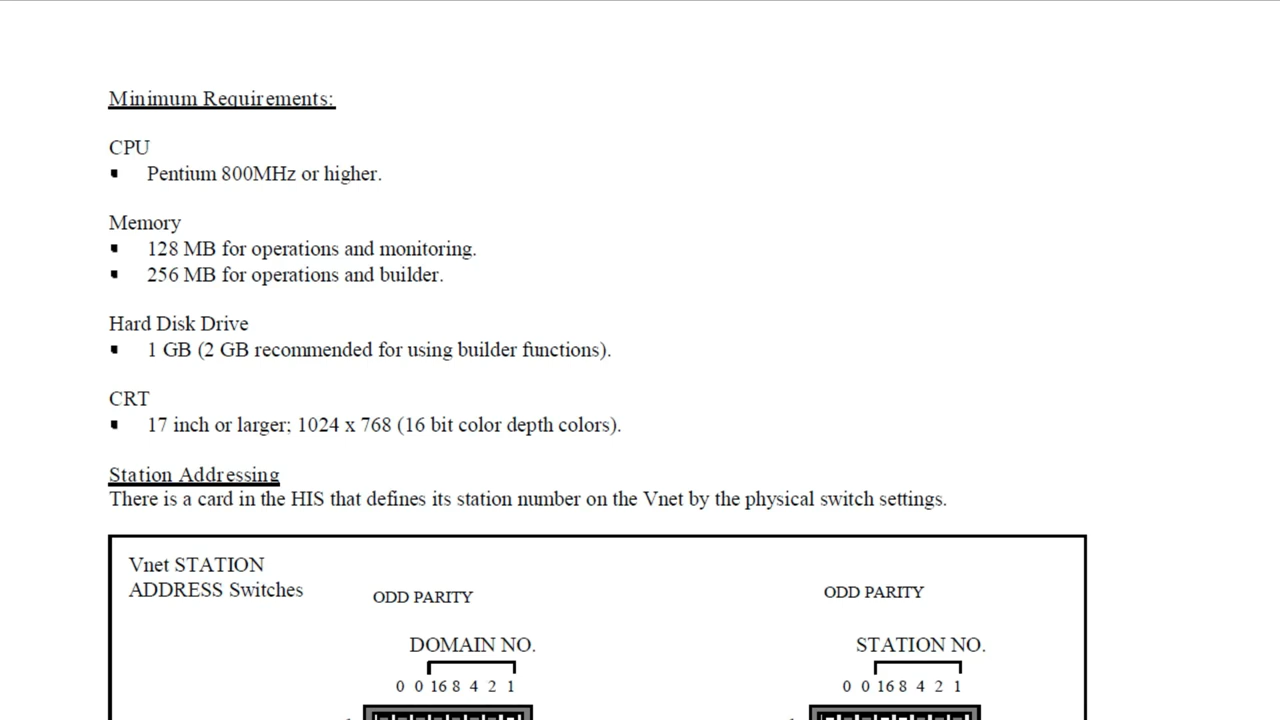 Minimum Requirements:
CPU
▪ Pentium 800MHz or higher.
Memory
▪ 128 MB for operations and monitoring.
▪ 256 MB for operations and builder.
Hard Disk Drive
▪ 1 GB (2 GB recommended for using builder functions).
CRT
▪ 17 inch or larger; 1024 x 768 (16 bit color depth colors).
Station Addressing
There is a card in the HIS that defines its station number on the Vnet by the physical switch settings.
Vnet STATION
ADDRESS Switches
ODD PARITY ODD PARITY
DOMAIN NO. STATION NO.
0 0 16 8 4 2 1 0 0 16 8 4 2 1